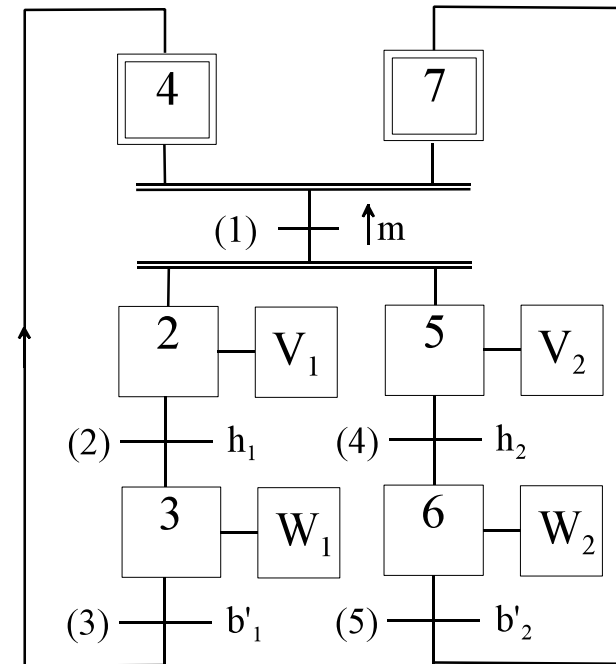 4 7
(1) ↑m
2 V₁ 5 V₂
(2) h₁ (4) h₂
3 W₁ 6 W₂
(3) b'₁ (5) b'₂